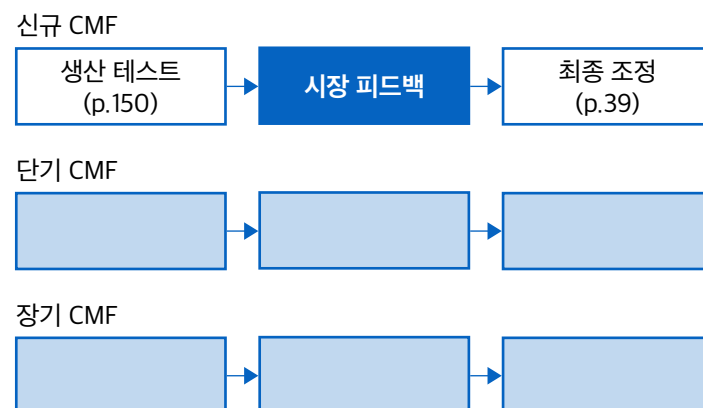 신규 CMF
생산 테스트
(p.150)
시장 피드백
최종 조정
(p.39)
단기 CMF
장기 CMF